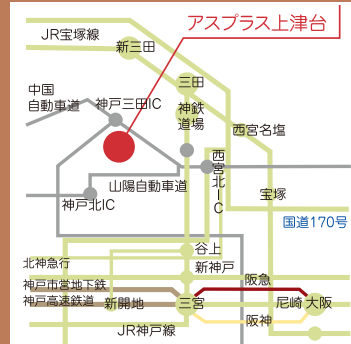 アスプラス上津台
JR宝塚線
新三田
三田
中国
自動車道
神戸三田IC
神鉄
道場
西宮名塩
西宮北IC
山陽自動車道
神戸北IC
宝塚
国道170号
谷上
北神急行
新神戸
神戸市営地下鉄
阪急
神戸高速鉄道
新開地
三宮
尼崎
大阪
阪神
JR神戸線